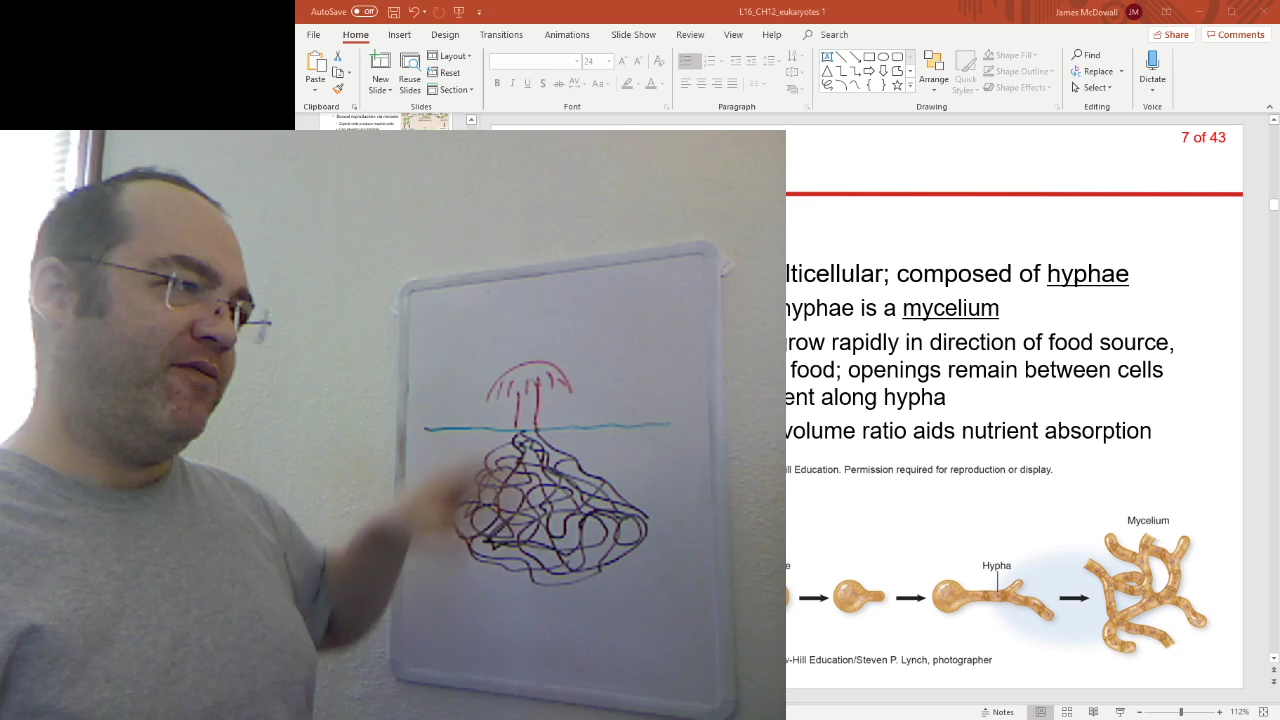 AutoSave Off
L16_CH12_eukaryotes 1
James McDowall JM
File Home Insert Design Transitions Animations Slide Show Review View Help Search Share Comments
Paste
New Slide
Reuse Slides
Layout
Reset
Section
24
Arrange
Quick Styles
Shape Fill
Shape Outline
Shape Effects
Find
Replace
Select
Dictate
Clipboard Slides Font Paragraph Drawing Editing Voice
7 of 43
lticellular; composed of hyphae
hyphae is a mycelium
grow rapidly in direction of food source,
food; openings remain between cells
ent along hypha
volume ratio aids nutrient absorption
ill Education. Permission required for reproduction or display.
Mycelium
Hypha
w-Hill Education/Steven P. Lynch, photographer
Notes
112%